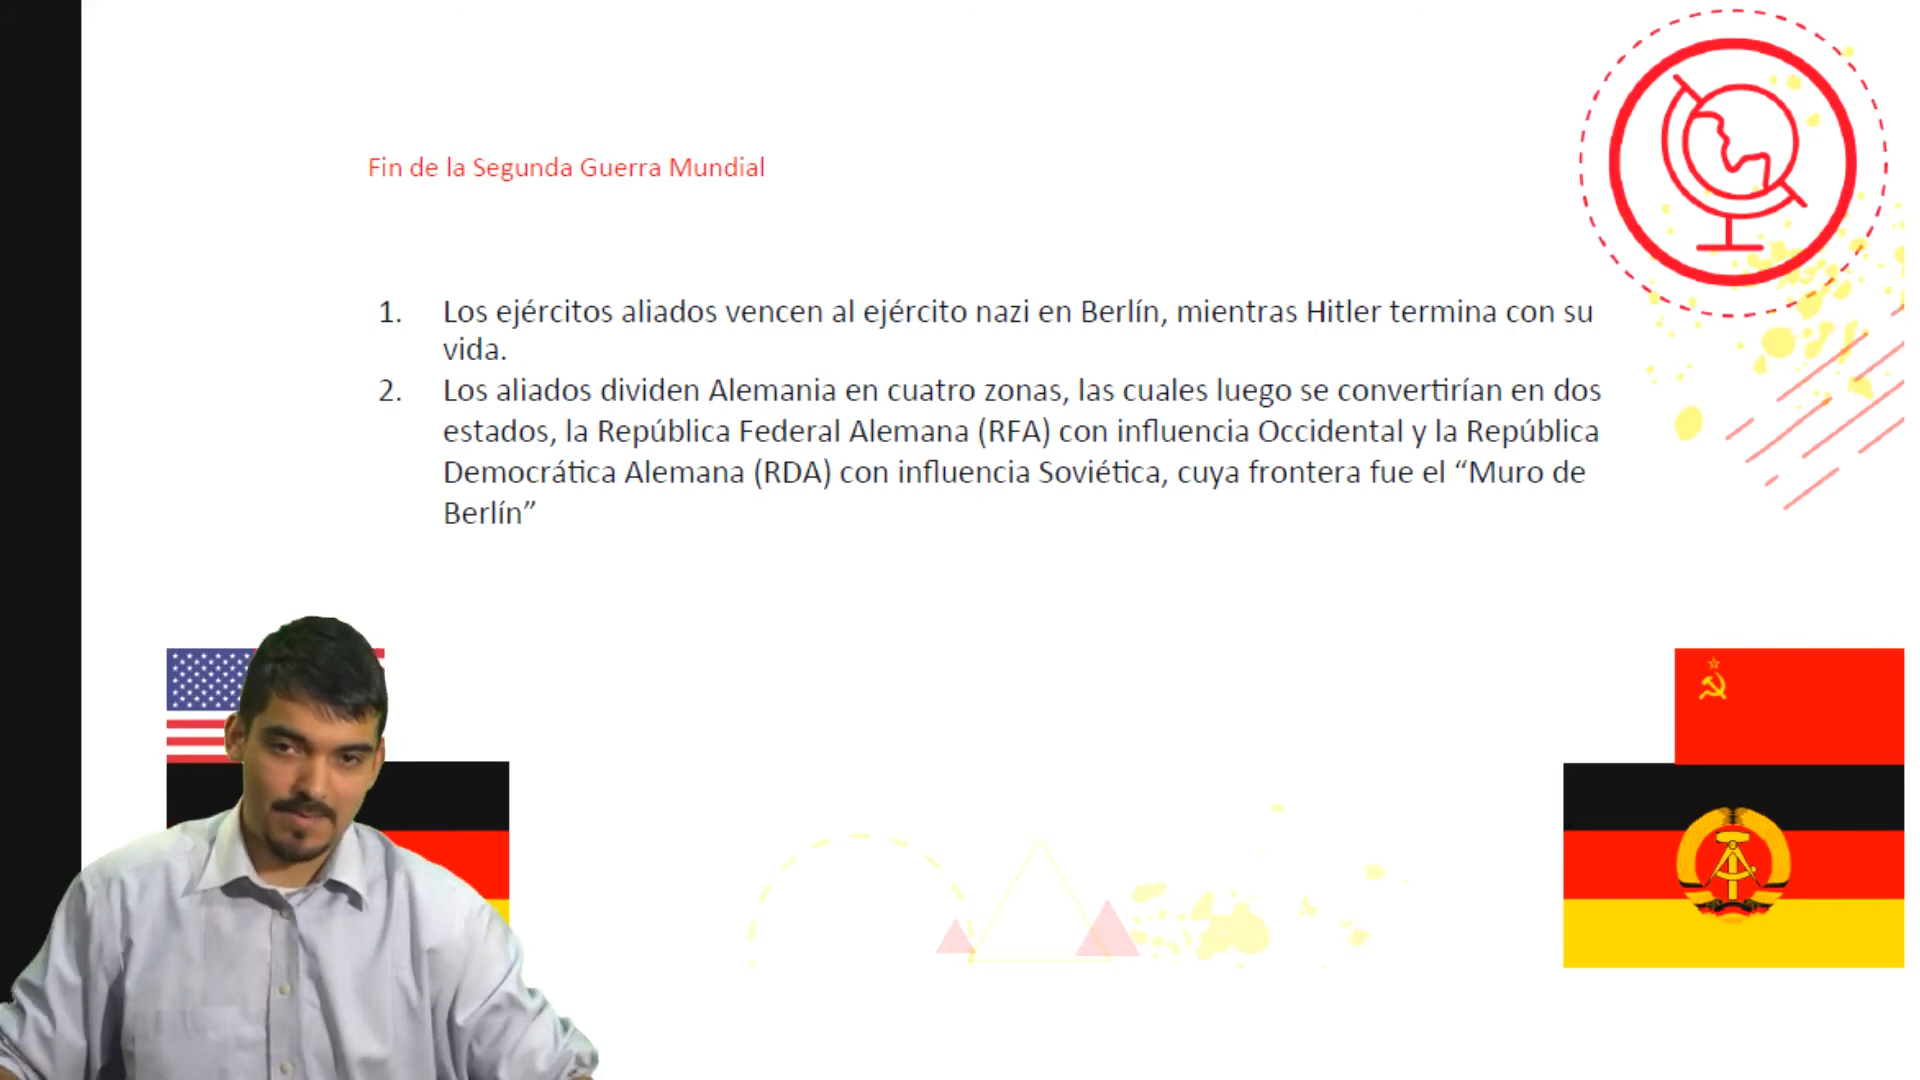 Fin de la Segunda Guerra Mundial
1. Los ejércitos aliados vencen al ejército nazi en Berlín, mientras Hitler termina con su
vida.
2. Los aliados dividen Alemania en cuatro zonas, las cuales luego se convertirían en dos
estados, la República Federal Alemana (RFA) con influencia Occidental y la República
Democrática Alemana (RDA) con influencia Soviética, cuya frontera fue el “Muro de
Berlín”